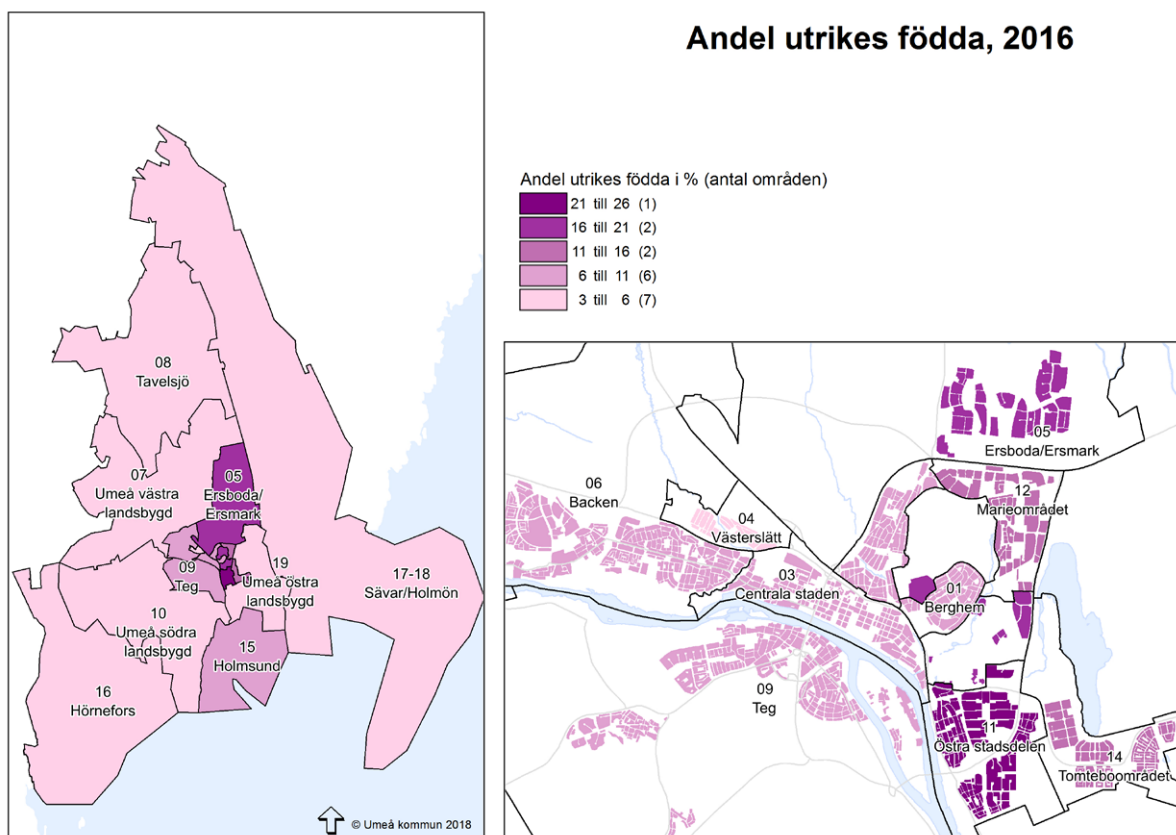 Andel utrikes födda, 2016
Andel utrikes födda i % (antal områden)
21 till 26 (1)
16 till 21 (2)
11 till 16 (2)
6 till 11 (6)
3 till 6 (7)
08
Tavelsjö
07
Umeå västra
landsbygd
05
Ersboda/
Ersmark
09
Teg
19
Umeå östra
landsbygd
17-18
Sävar/Holmön
10
Umeå södra
landsbygd
15
Holmsund
16
Hörnefors
© Umeå kommun 2018
05
Ersboda/Ersmark
06
Backen
12
Marieområdet
04
Västerslätt
03
Centrala staden
01
Berghem
09
Teg
11
Östra stadsdelen
14
Tomteboområdet